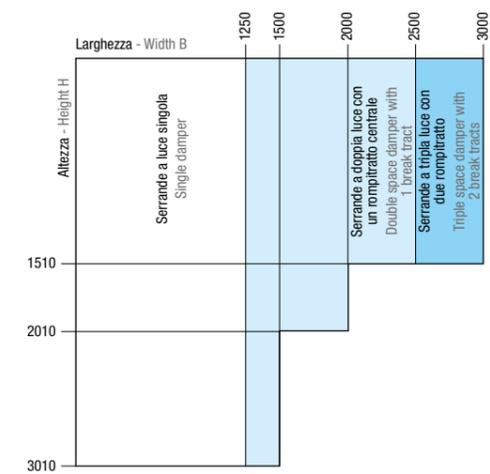 Larghezza - Width B
1250
1500
2000
2500
3000
Altezza - Height H
Serrande a luce singola
Single damper
Serrande a doppia luce con
un rompitratto centrale
Double space damper with
1 break tract
Serrande a tripla luce con
due rompitratto
Triple space damper with
2 break tracts
1510
2010
3010